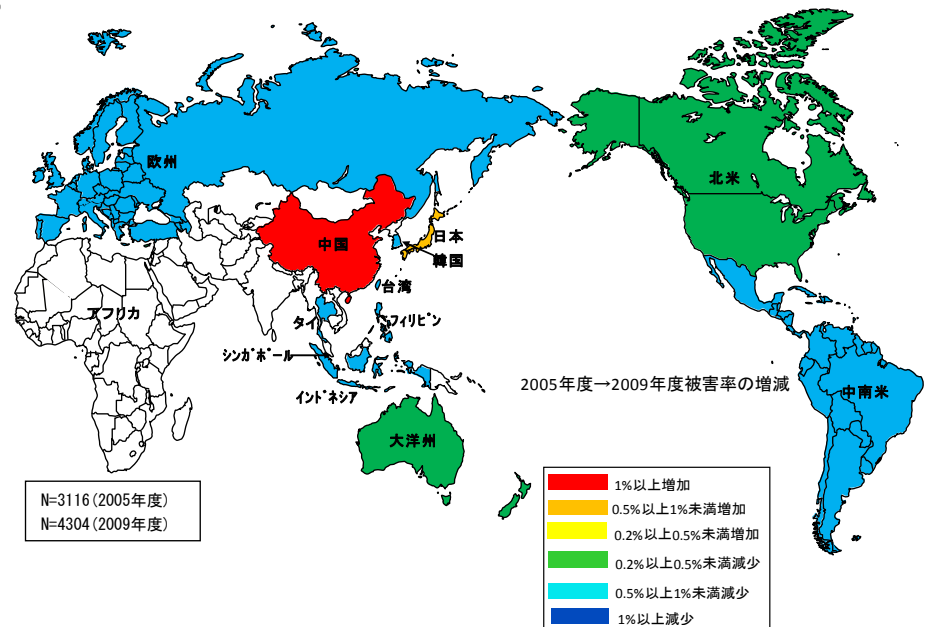 欧州
北米
中国
日本
韓国
台湾
アフリカ
タイ
フィリピン
シンガポール
インドネシア
2005年度→2009年度被害率の増減
中南米
大洋州
N=3116(2005年度)
N=4304(2009年度)
1%以上増加
0.5%以上1%未満増加
0.2%以上0.5%未満増加
0.2%以上0.5%未満減少
0.5%以上1%未満減少
1%以上減少